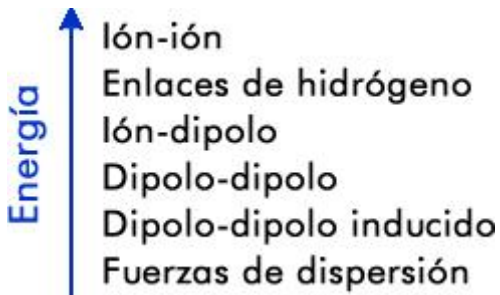 Energía
Ión-ión
Enlaces de hidrógeno
Ión-dipolo
Dipolo-dipolo
Dipolo-dipolo inducido
Fuerzas de dispersión